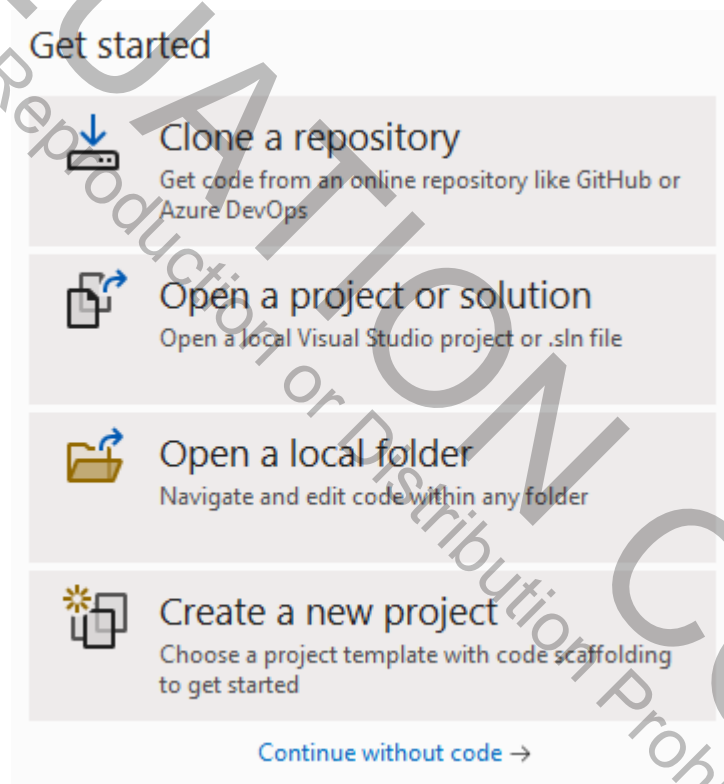 Get started
Clone a repository
Get code from an online repository like GitHub or
Azure DevOps
Open a project or solution
Open a local Visual Studio project or .sln file
Open a local folder
Navigate and edit code within any folder
Create a new project
Choose a project template with code scaffolding
to get started
Continue without code →
UATION C
Reproduction or Distribution Prohi